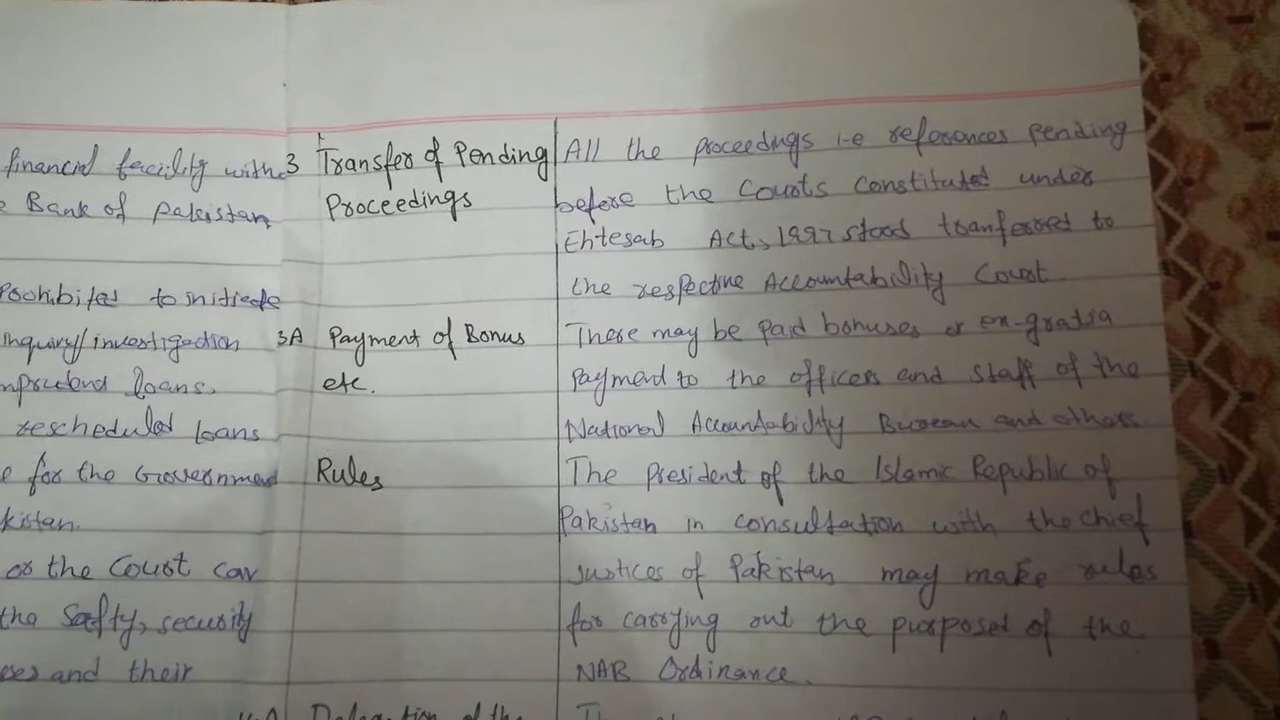 financial facility with
Bank of Pakistan
Prohibited to initiate
inquiry/investigation
loans.
rescheduled loans
for the Government
kistan.
or the Court can
the Safty, security
and their
3 Transfer of Pending
Proceedings
3A Payment of Bonus
etc.
Rules
All the proceedings i-e references pending
before the Courts constituted under
Ehtesab Act, 1997 stood tranferred to
the respective Accountability Court
There may be paid bonuses or ex-gratia
Payment to the officers and staff of the
National Accountability Bureau and others
The President of the Islamic Republic of
Pakistan in consultation with the chief
Justices of Pakistan may make rules
for carrying out the purposes of the
NAB Ordinance.